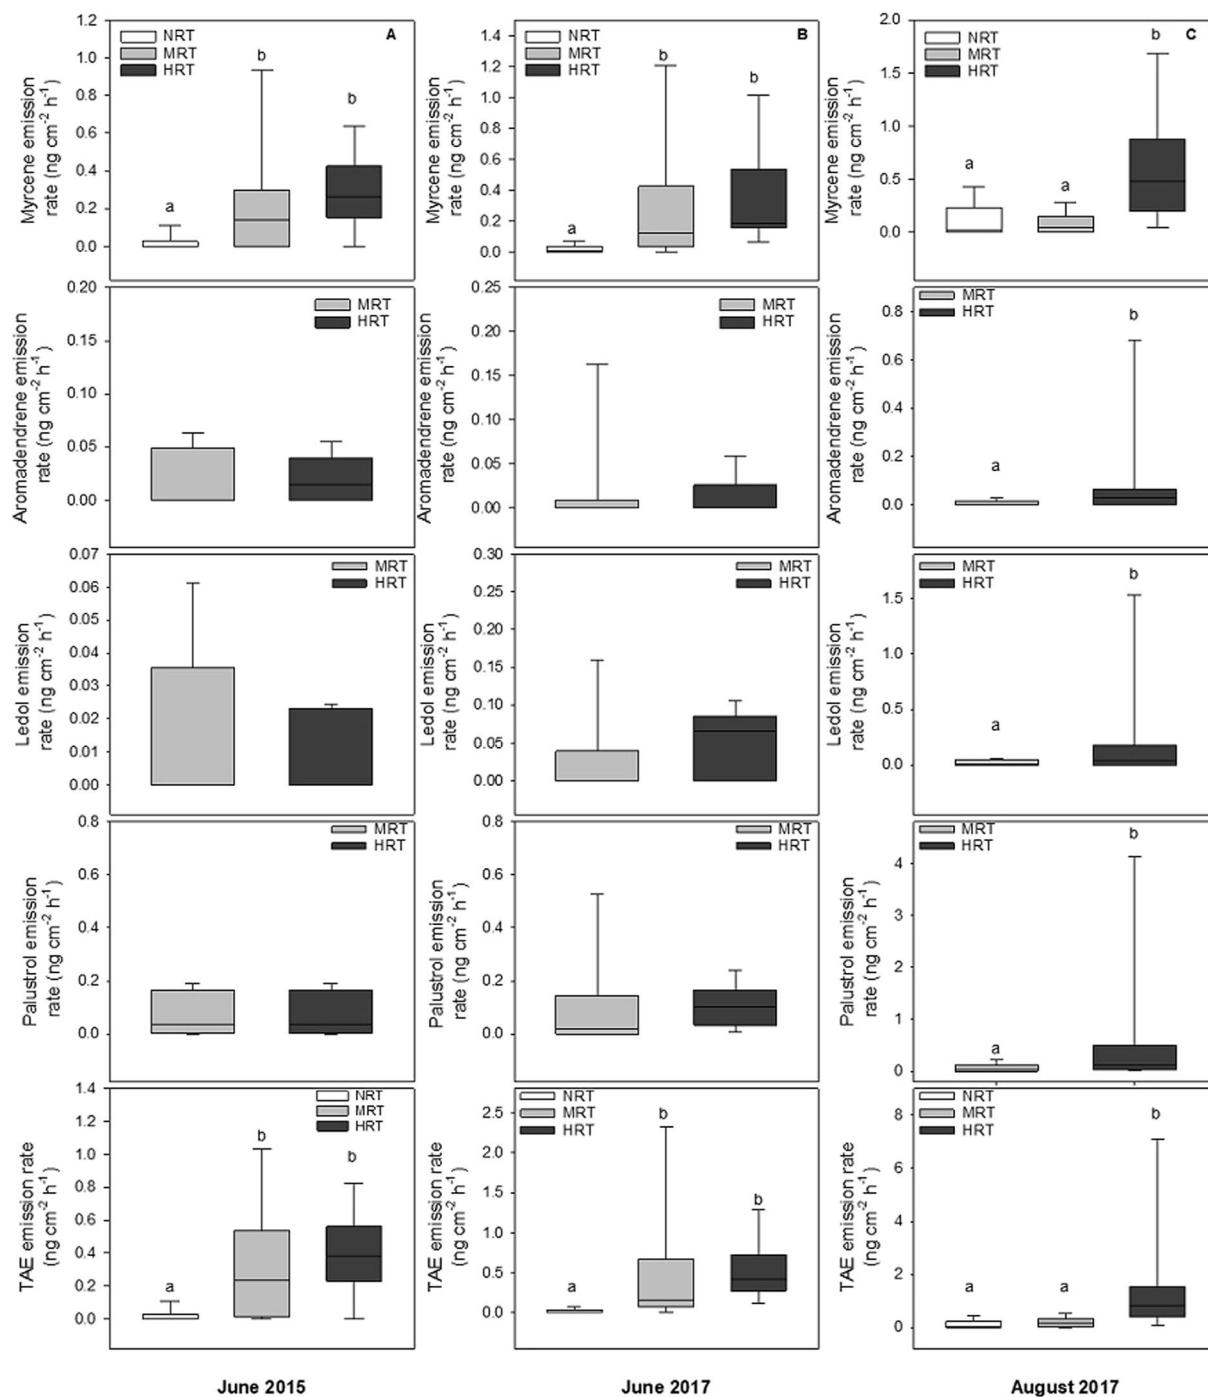 Myrcene emission
rate (ng cm-2 h-1)
1.2
1.0
0.8
0.6
0.4
0.2
0.0
NRT
MRT
HRT
A
a
b
b
Myrcene emission
rate (ng cm-2 h-1)
1.4
1.2
1.0
0.8
0.6
0.4
0.2
0.0
NRT
MRT
HRT
B
a
b
b
Myrcene emission
rate (ng cm-2 h-1)
2.0
1.5
1.0
0.5
0.0
NRT
MRT
HRT
C
a
a
b
Aromadendrene emission
rate (ng cm-2 h-1)
0.20
0.15
0.10
0.05
0.00
MRT
HRT
Aromadendrene emission
rate (ng cm-2 h-1)
0.25
0.20
0.15
0.10
0.05
0.00
MRT
HRT
Aromadendrene emission
rate (ng cm-2 h-1)
0.8
0.6
0.4
0.2
0.0
MRT
HRT
a
b
Ledol emission
rate (ng cm-2 h-1)
0.07
0.06
0.05
0.04
0.03
0.02
0.01
0.00
MRT
HRT
Ledol emission
rate (ng cm-2 h-1)
0.30
0.25
0.20
0.15
0.10
0.05
0.00
MRT
HRT
Ledol emission
rate (ng cm-2 h-1)
1.5
1.0
0.5
0.0
MRT
HRT
a
b
Palustrol emission
rate (ng cm-2 h-1)
0.8
0.6
0.4
0.2
0.0
MRT
HRT
Palustrol emission
rate (ng cm-2 h-1)
0.8
0.6
0.4
0.2
0.0
MRT
HRT
Palustrol emission
rate (ng cm-2 h-1)
4
3
2
1
0
MRT
HRT
a
b
TAE emission rate
(ng cm-2 h-1)
1.4
1.2
1.0
0.8
0.6
0.4
0.2
0.0
NRT
MRT
HRT
a
b
b
TAE emission rate
(ng cm-2 h-1)
2.5
2.0
1.5
1.0
0.5
0.0
NRT
MRT
HRT
a
b
b
TAE emission rate
(ng cm-2 h-1)
8
6
4
2
0
NRT
MRT
HRT
a
a
b
June 2015
June 2017
August 2017